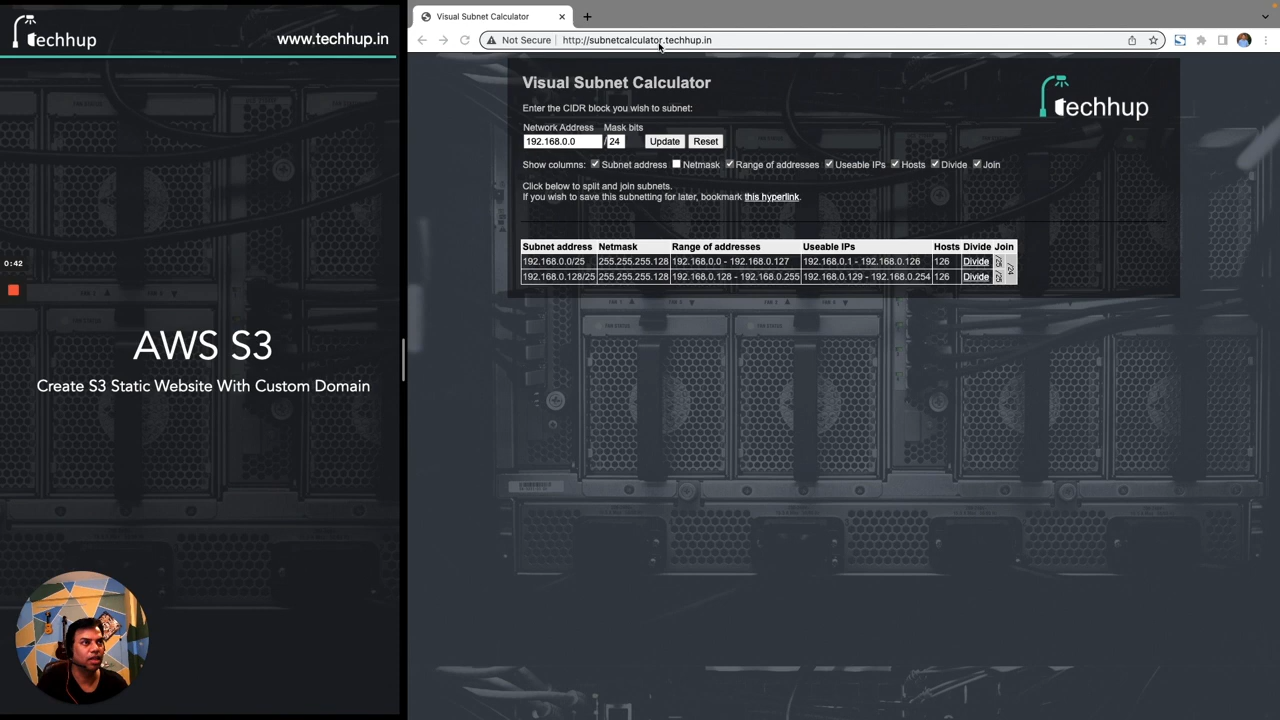 techhup
www.techhup.in
0:42
AWS S3
Create S3 Static Website With Custom Domain
Visual Subnet Calculator
Not Secure
http://subnetcalculator.techhup.in
Visual Subnet Calculator
techhup
Enter the CIDR block you wish to subnet:
Network Address Mask bits
192.168.0.0 / 24 Update Reset
Show columns: Subnet address Netmask Range of addresses Useable IPs Hosts Divide Join
Click below to split and join subnets.
If you wish to save this subnetting for later, bookmark this hyperlink.
Subnet address Netmask Range of addresses Useable IPs Hosts Divide Join
192.168.0.0/25 255.255.255.128 192.168.0.0 - 192.168.0.127 192.168.0.1 - 192.168.0.126 126 Divide /25 /24
192.168.0.128/25 255.255.255.128 192.168.0.128 - 192.168.0.255 192.168.0.129 - 192.168.0.254 126 Divide /25